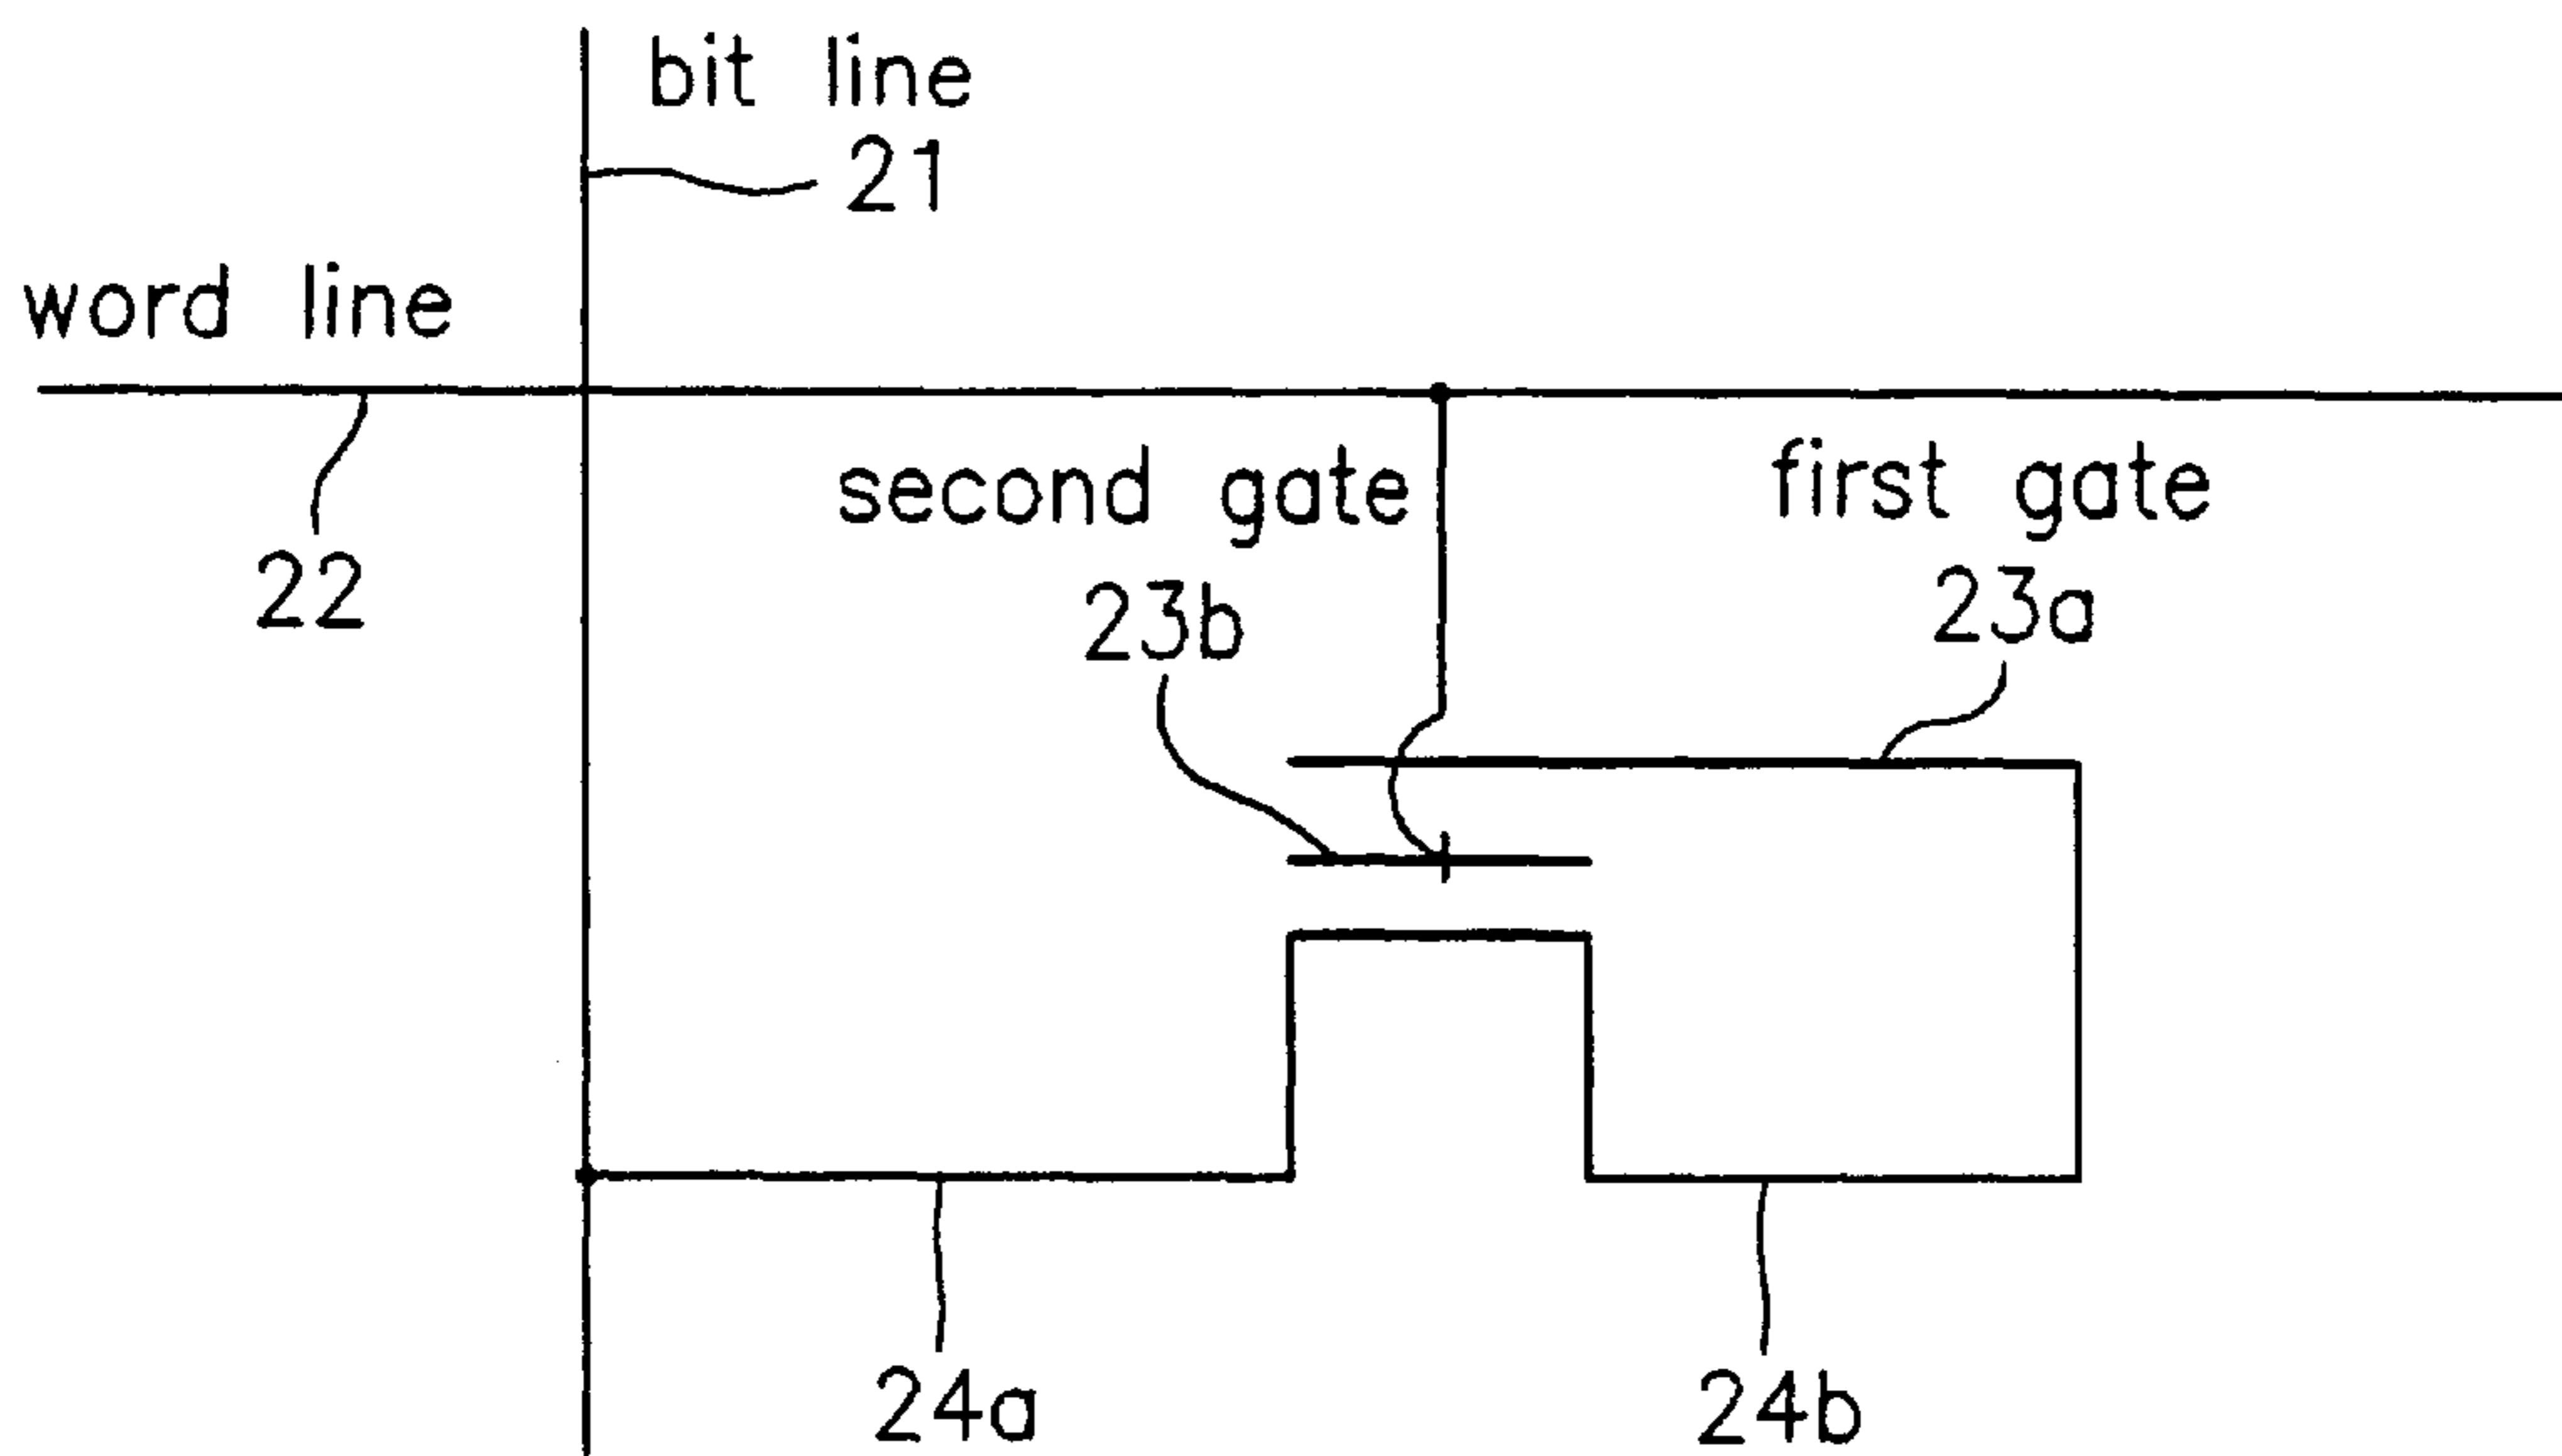 bit line
21
word line
22
second gate
23b
first gate
23a
24a
24b